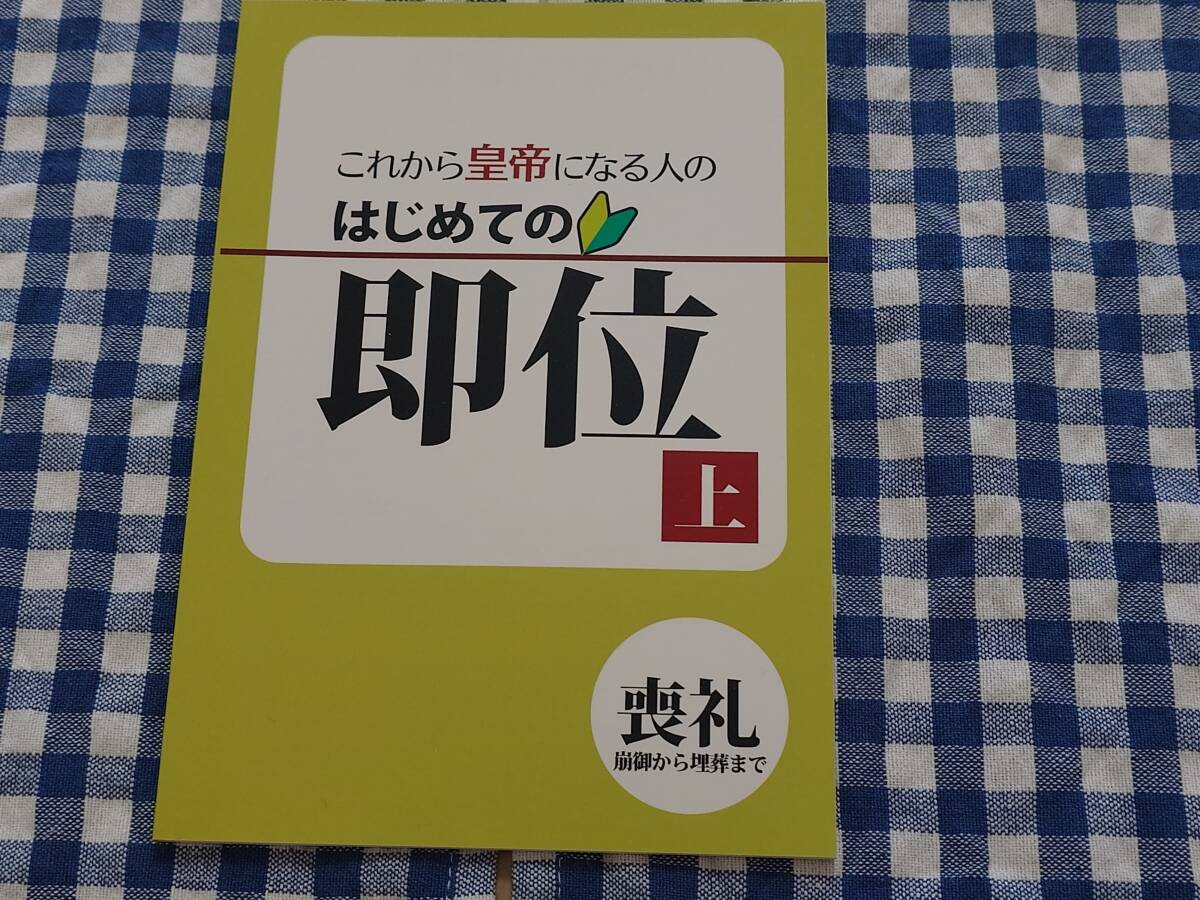 これから皇帝になる人の
はじめての
即位
上
喪礼
崩御から埋葬まで